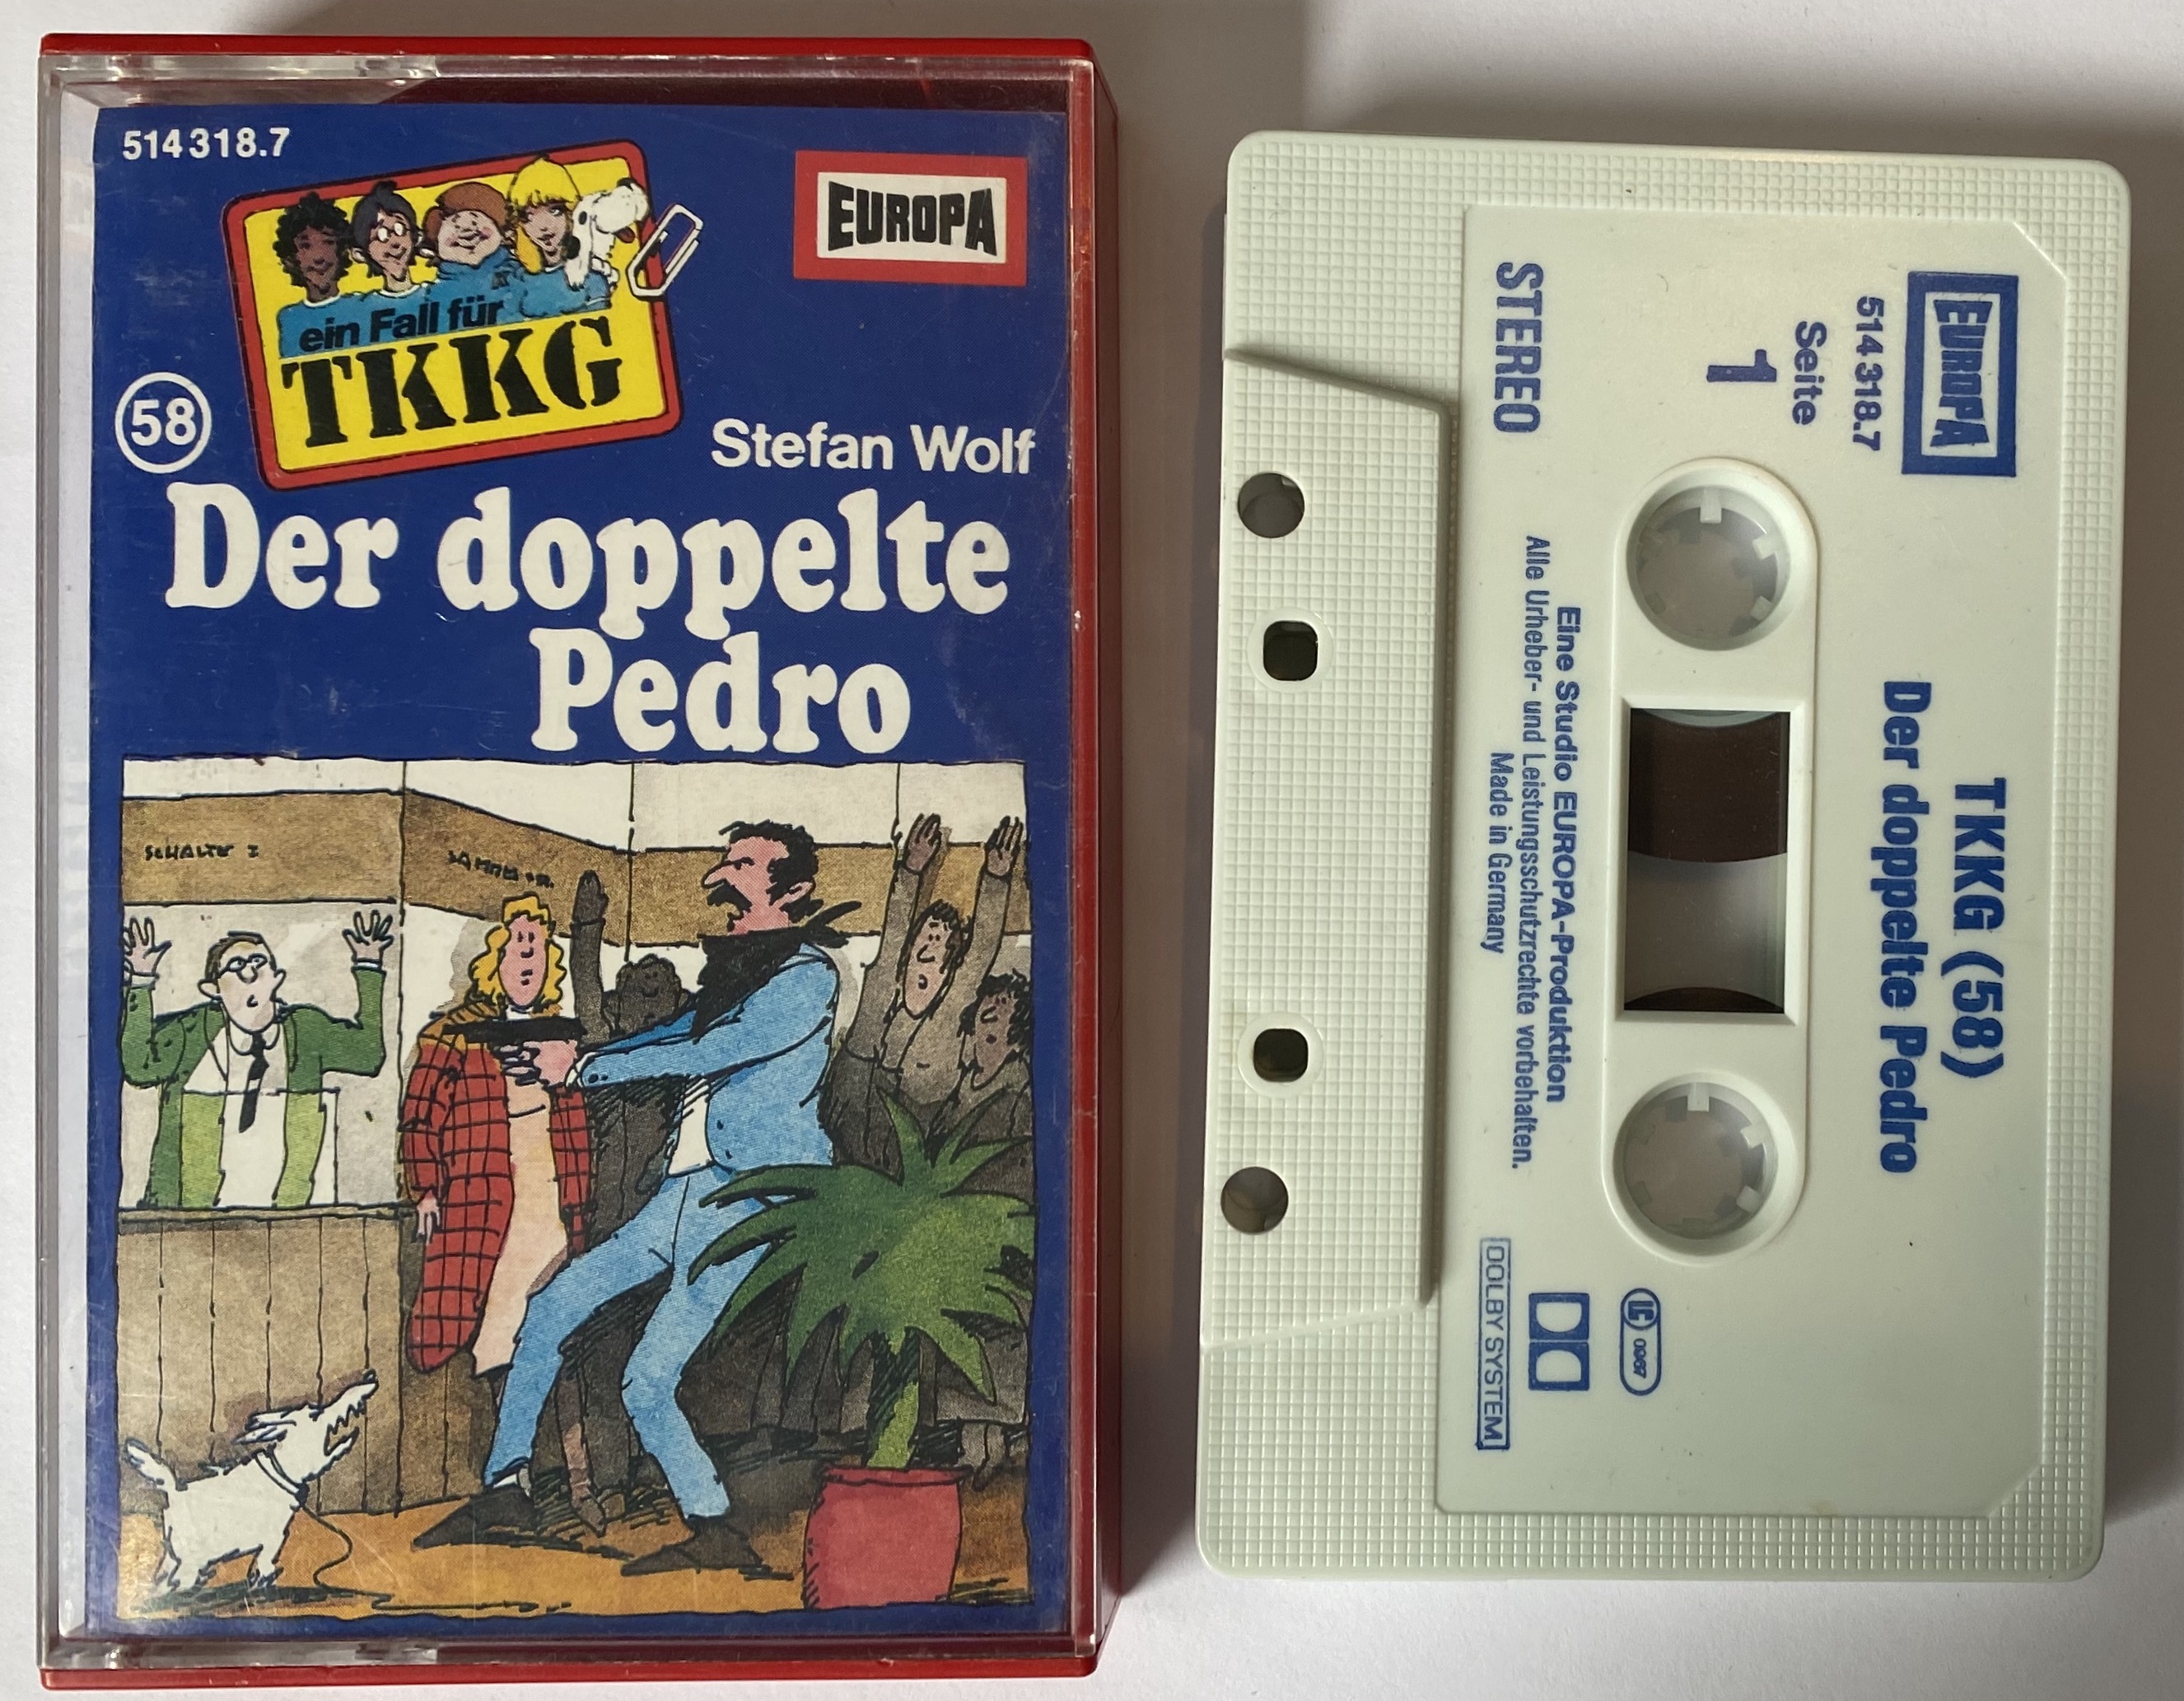 514 318.7
ein Fall für
TKKG
EUROPA
58
Stefan Wolf
Der doppelte
Pedro
EUROPA
514 318.7
Seite
1
STEREO
TKKG (58)
Der doppelte Pedro
Eine Studio EUROPA-Produktion
Alle Urheber- und Leistungsschutzrechte vorbehalten.
Made in Germany
LC 0967
DOLBY SYSTEM